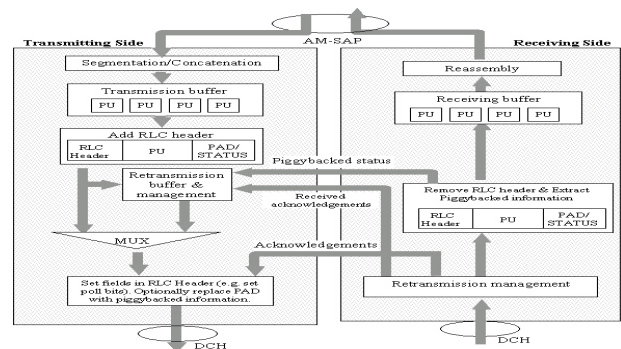 AM-SAP
Transmitting Side
Receiving Side
Segmentation/Concatenation
Transmission buffer
PU PU PU PU
Add RLC header
RLC
Header
PU
PAD/
STATUS
Retransmission
buffer &
management
MUX
Set fields in RLC Header (e.g. set
poll bits). Optionally replace PAD
with piggybacked information.
DCH
Piggybacked status
Received
acknowledgements
Acknowledgements
Reassembly
Receiving buffer
PU PU PU PU
Remove RLC header & Extract
Piggybacked information
RLC
Header
PU
PAD/
STATUS
Retransmission management
DCH